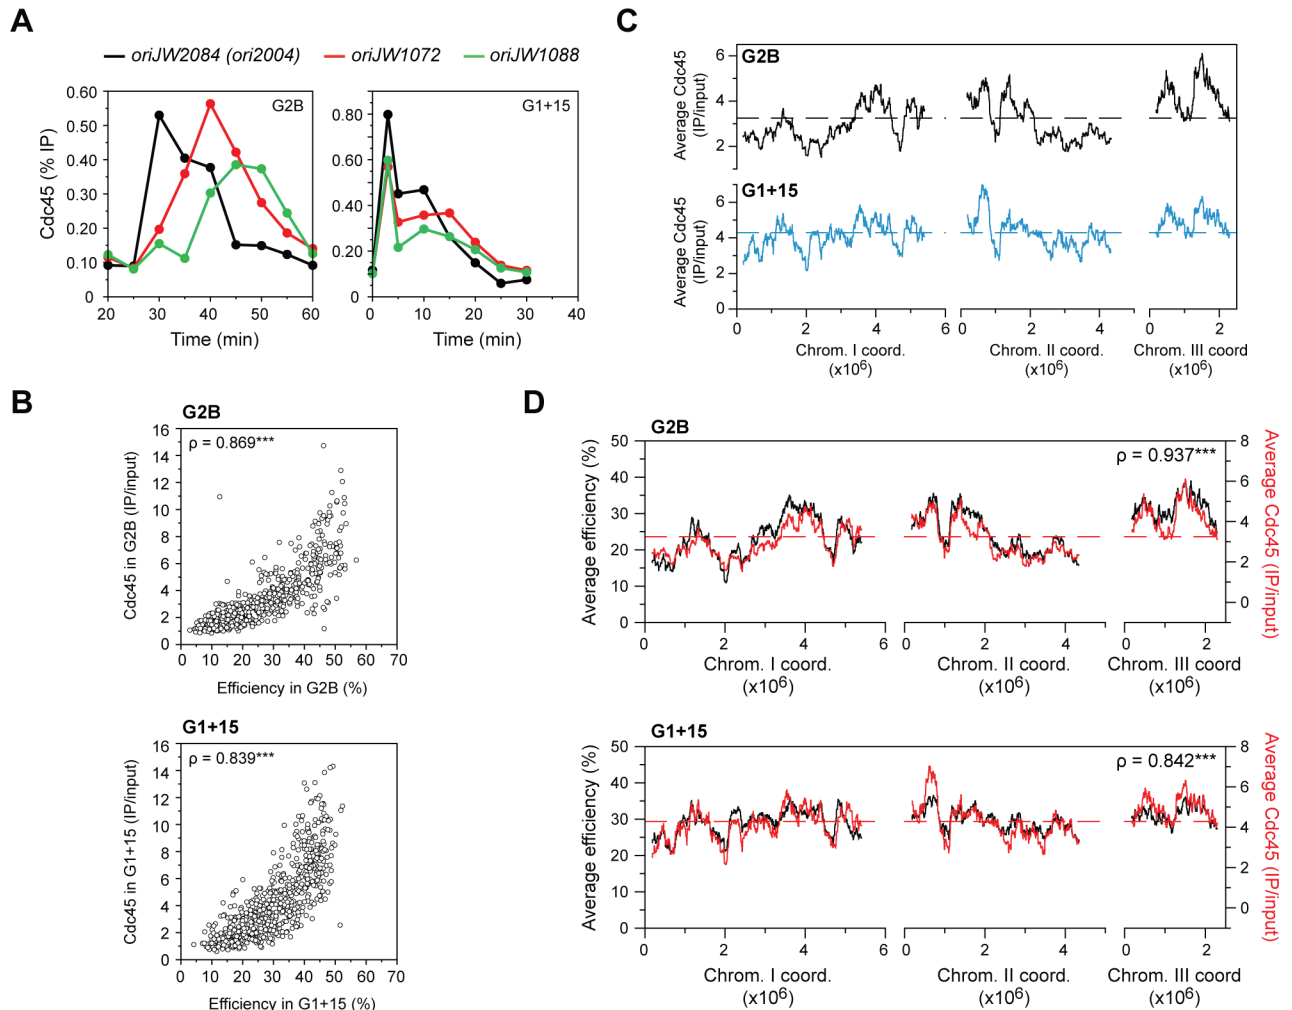 A
oriJW2084 (ori2004) oriJW1072 oriJW1088
0.60
0.50
0.40
0.30
0.20
0.10
0
Cdc45 (% IP)
G2B
20 30 40 50 60
Time (min)
0.80
0.60
0.40
0.20
0
G1+15
0 10 20 30 40
Time (min)
C
G2B
6
4
2
Average Cdc45
(IP/input)
G1+15
6
4
2
0
Average Cdc45
(IP/input)
0 2 4 6 0 2 4 0 2
Chrom. I coord.
(x10⁶)
Chrom. II coord.
(x10⁶)
Chrom. III coord
(x10⁶)
B
G2B
16
14
12
10
8
6
4
2
0
ρ = 0.869***
Cdc45 in G2B (IP/input)
0 10 20 30 40 50 60 70
Efficiency in G2B (%)
G1+15
16
14
12
10
8
6
4
2
0
ρ = 0.839***
Cdc45 in G1+15 (IP/input)
0 10 20 30 40 50 60 70
Efficiency in G1+15 (%)
D
G2B
50
40
30
20
10
0
Average efficiency (%)
ρ = 0.937***
8
6
4
2
0
Average Cdc45 (IP/input)
0 2 4 6 0 2 4 0 2
Chrom. I coord.
(x10⁶)
Chrom. II coord.
(x10⁶)
Chrom. III coord
(x10⁶)
G1+15
50
40
30
20
10
0
Average efficiency (%)
ρ = 0.842***
8
6
4
2
0
Average Cdc45 (IP/input)
0 2 4 6 0 2 4 0 2
Chrom. I coord.
(x10⁶)
Chrom. II coord.
(x10⁶)
Chrom. III coord
(x10⁶)